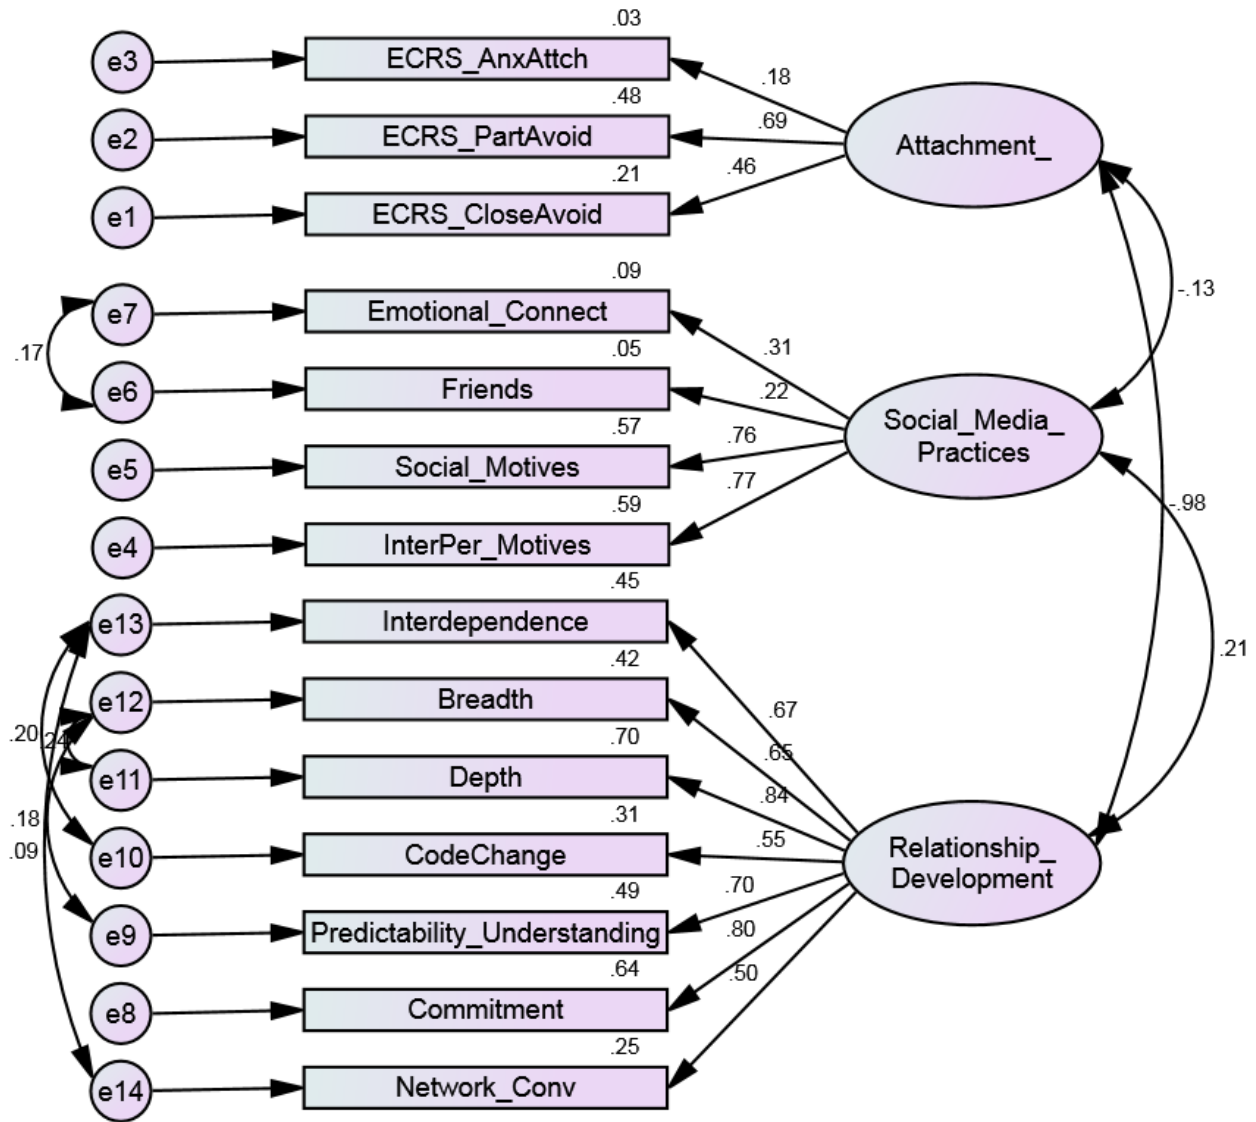 .03
e3
ECRS_AnxAttch
.18
.48
e2
ECRS_PartAvoid
.69
Attachment_
.21
e1
ECRS_CloseAvoid
.46
.09
e7
Emotional_Connect
-.13
.17
.31
.05
e6
Friends
.22
.57
e5
Social_Motives
.76
Social_Media_
Practices
.59
e4
InterPer_Motives
.77
-.98
.45
e13
Interdependence
.21
.42
e12
Breadth
.67
.20
.24
.70
e11
Depth
.65
.84
.18
.31
e10
CodeChange
.55
Relationship_
Development
.09
.49
e9
Predictability_Understanding
.70
.64
e8
Commitment
.80
.25
e14
Network_Conv
.50